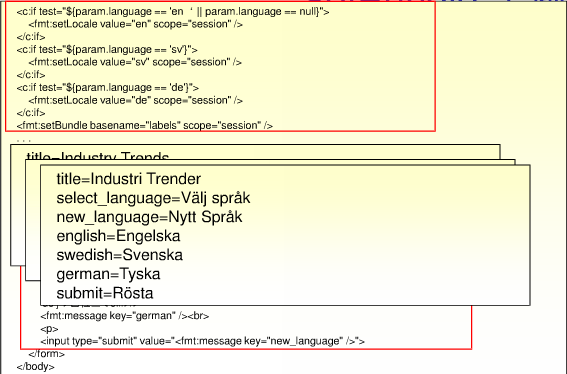 <c:if test="${param.language == 'en ' || param.language == null}">
<fmt:setLocale value="en" scope="session" />
</c:if>
<c:if test="${param.language == 'sv'}">
<fmt:setLocale value="sv" scope="session" />
</c:if>
<c:if test="${param.language == 'de'}">
<fmt:setLocale value="de" scope="session" />
</c:if>
<fmt:setBundle basename="labels" scope="session" />
. . .
title=Industry Trends
title=Industri Trender
select_language=Välj språk
new_language=Nytt Språk
english=Engelska
swedish=Svenska
german=Tyska
submit=Rösta
<fmt:message key="german" /><br>
<p>
<input type="submit" value="<fmt:message key="new_language" />">
</form>
</body>